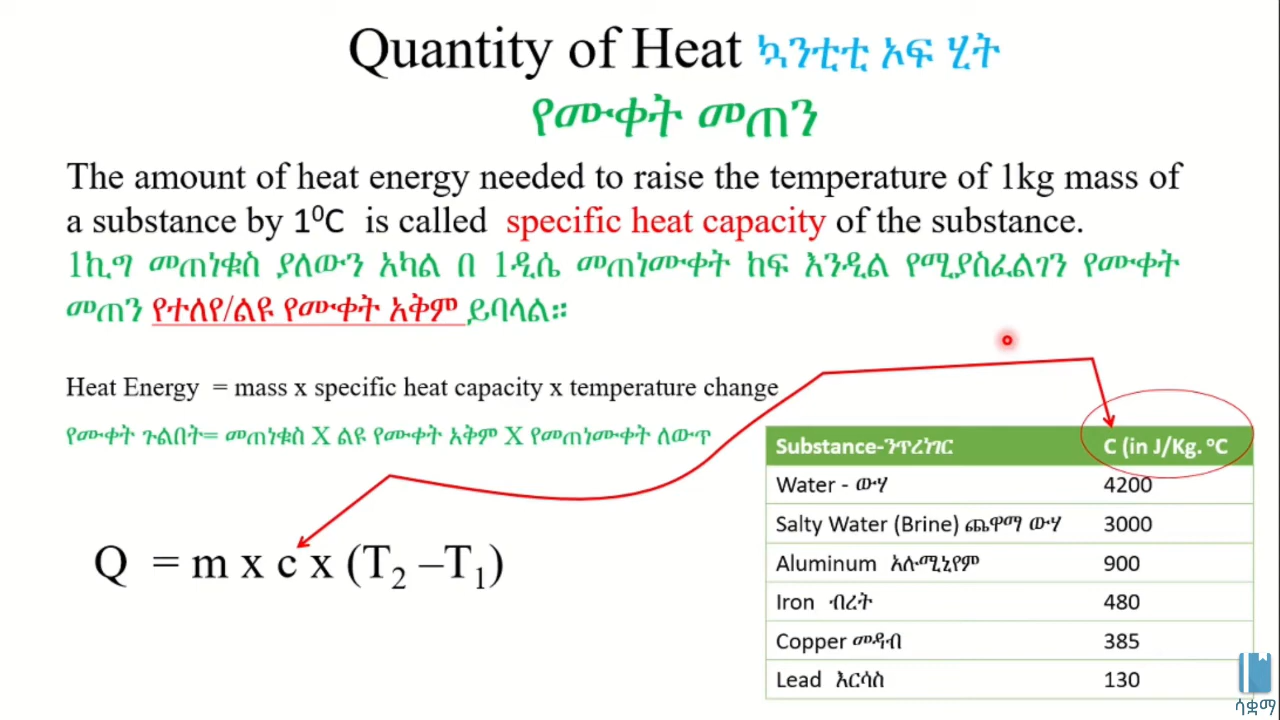 Quantity of Heat ኳንቲቲ ኦፍ ሂት
የሙቀት መጠን
The amount of heat energy needed to raise the temperature of 1kg mass of
a substance by 1⁰C is called specific heat capacity of the substance.
1ኪግ መጠነቁስ ያለውን አካል በ 1ዲሴ መጠነሙቀት ከፍ እንዲል የሚያስፈልገን የሙቀት
መጠን የተለየ/ልዩ የሙቀት አቅም ይባላል።
Heat Energy = mass x specific heat capacity x temperature change
የሙቀት ጉልበት= መጠነቁስ X ልዩ የሙቀት አቅም X የመጠነሙቀት ለውጥ
Q = m x c x (T₂ –T₁)
Substance-ንጥረነገር C (in J/Kg. ⁰C
Water - ውሃ 4200
Salty Water (Brine) ጨዋማ ውሃ 3000
Aluminum አሉሚኒየም 900
Iron ብረት 480
Copper መዳብ 385
Lead እርሳስ 130
ሳቋማ